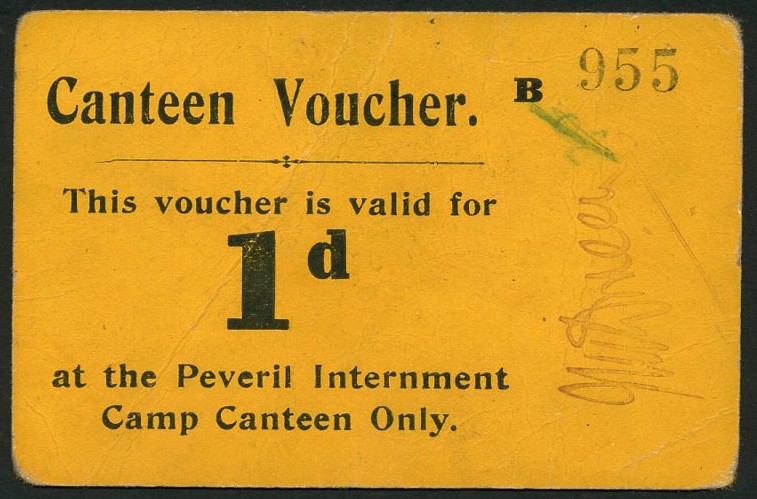 Canteen Voucher. B 955
This voucher is valid for
1d
at the Peveril Internment
Camp Canteen Only.